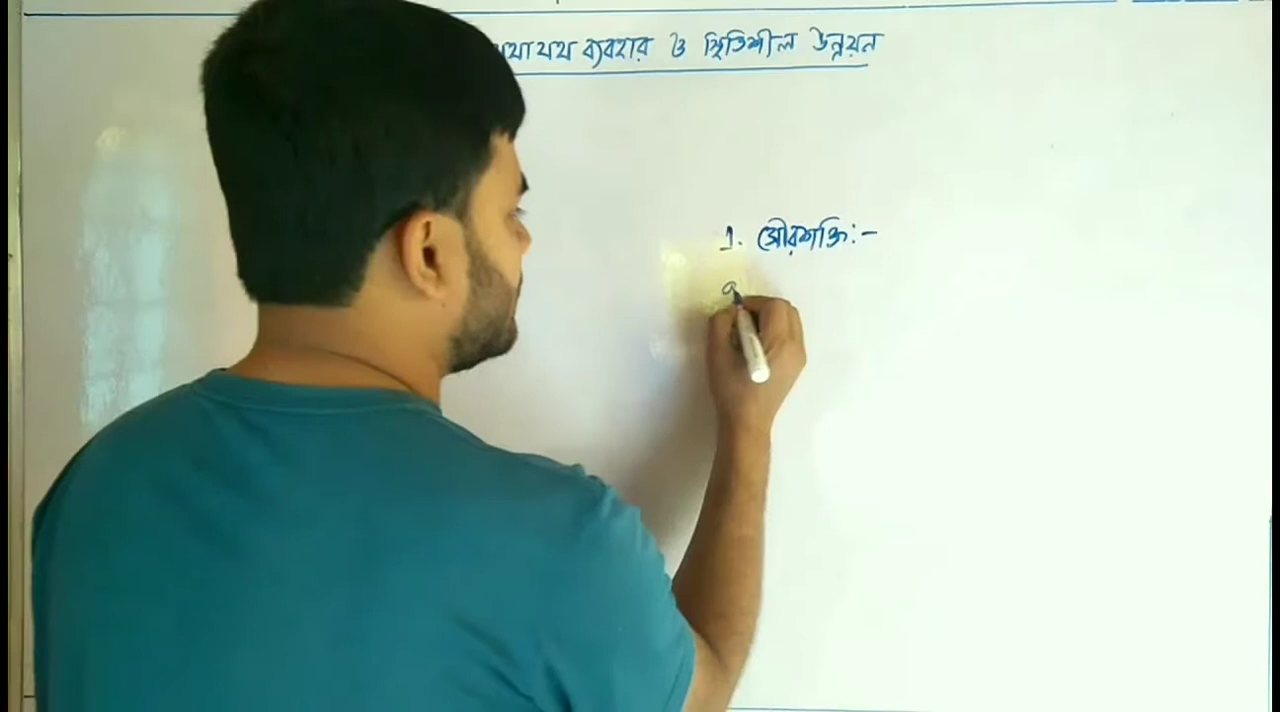 যথাযথ ব্যবহার ও স্থিতিশীল উন্নয়ন
1. সৌরশক্তি:-